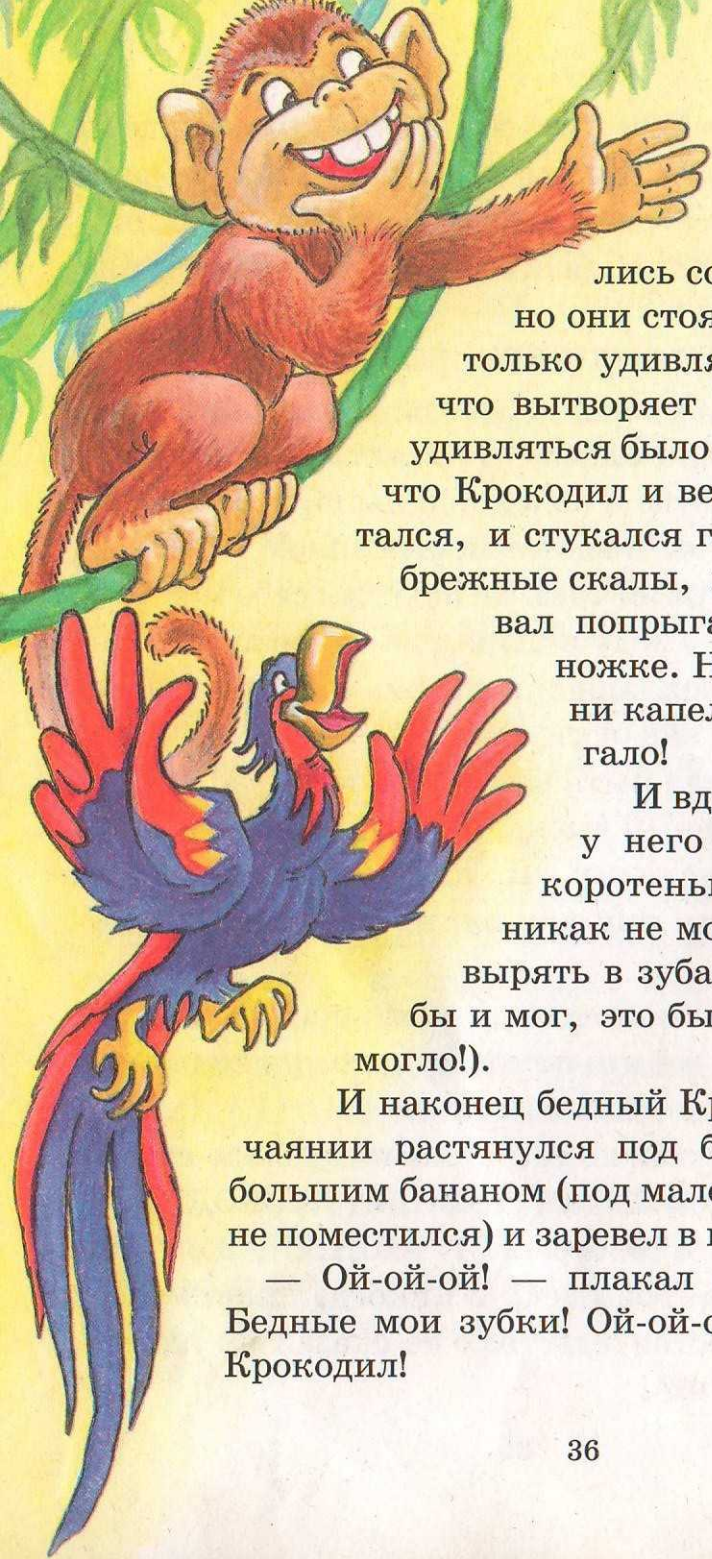 лись со
но они стоя
только удивля
что вытворяет
удивляться было
что Крокодил и ве
тался, и стукался г
брежные скалы,
вал попрыга
ножке. Н
ни капел
гало!
И вд
у него
коротены
никак не мо
вырять в зуба
бы и мог, это бы
могло!).
И наконец бедный Кр
чаянии растянулся под б
большим бананом (под мале
не поместился) и заревел в
— Ой-ой-ой! — плакал
Бедные мои зубки! Ой-ой-о
Крокодил!
36